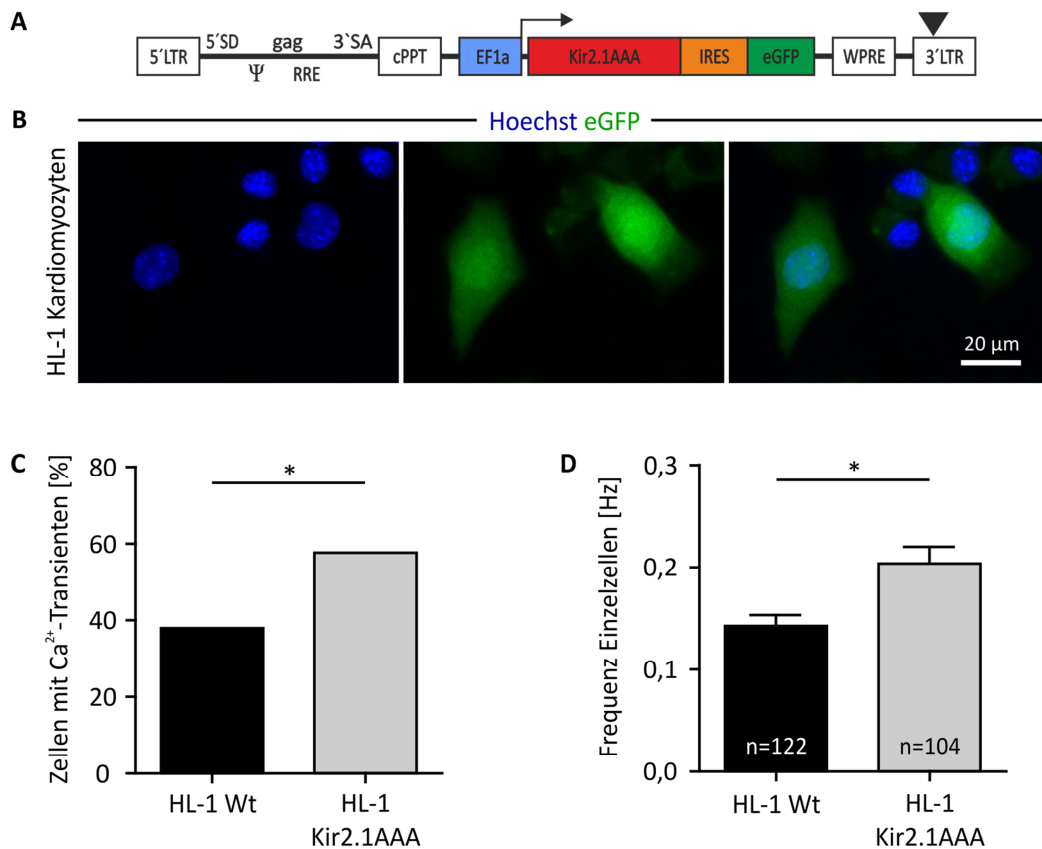 A
5´LTR 5´SD gag 3`SA cPPT EF1a Kir2.1AAA IRES eGFP WPRE 3´LTR
Ψ RRE
B
Hoechst eGFP
HL-1 Kardiomyozyten
20 µm
C
Zellen mit Ca²⁺-Transienten [%]
80
60
40
20
0
*
HL-1 Wt
HL-1
Kir2.1AAA
D
Frequenz Einzelzellen [Hz]
0,3
0,2
0,1
0,0
*
n=122
n=104
HL-1 Wt
HL-1
Kir2.1AAA